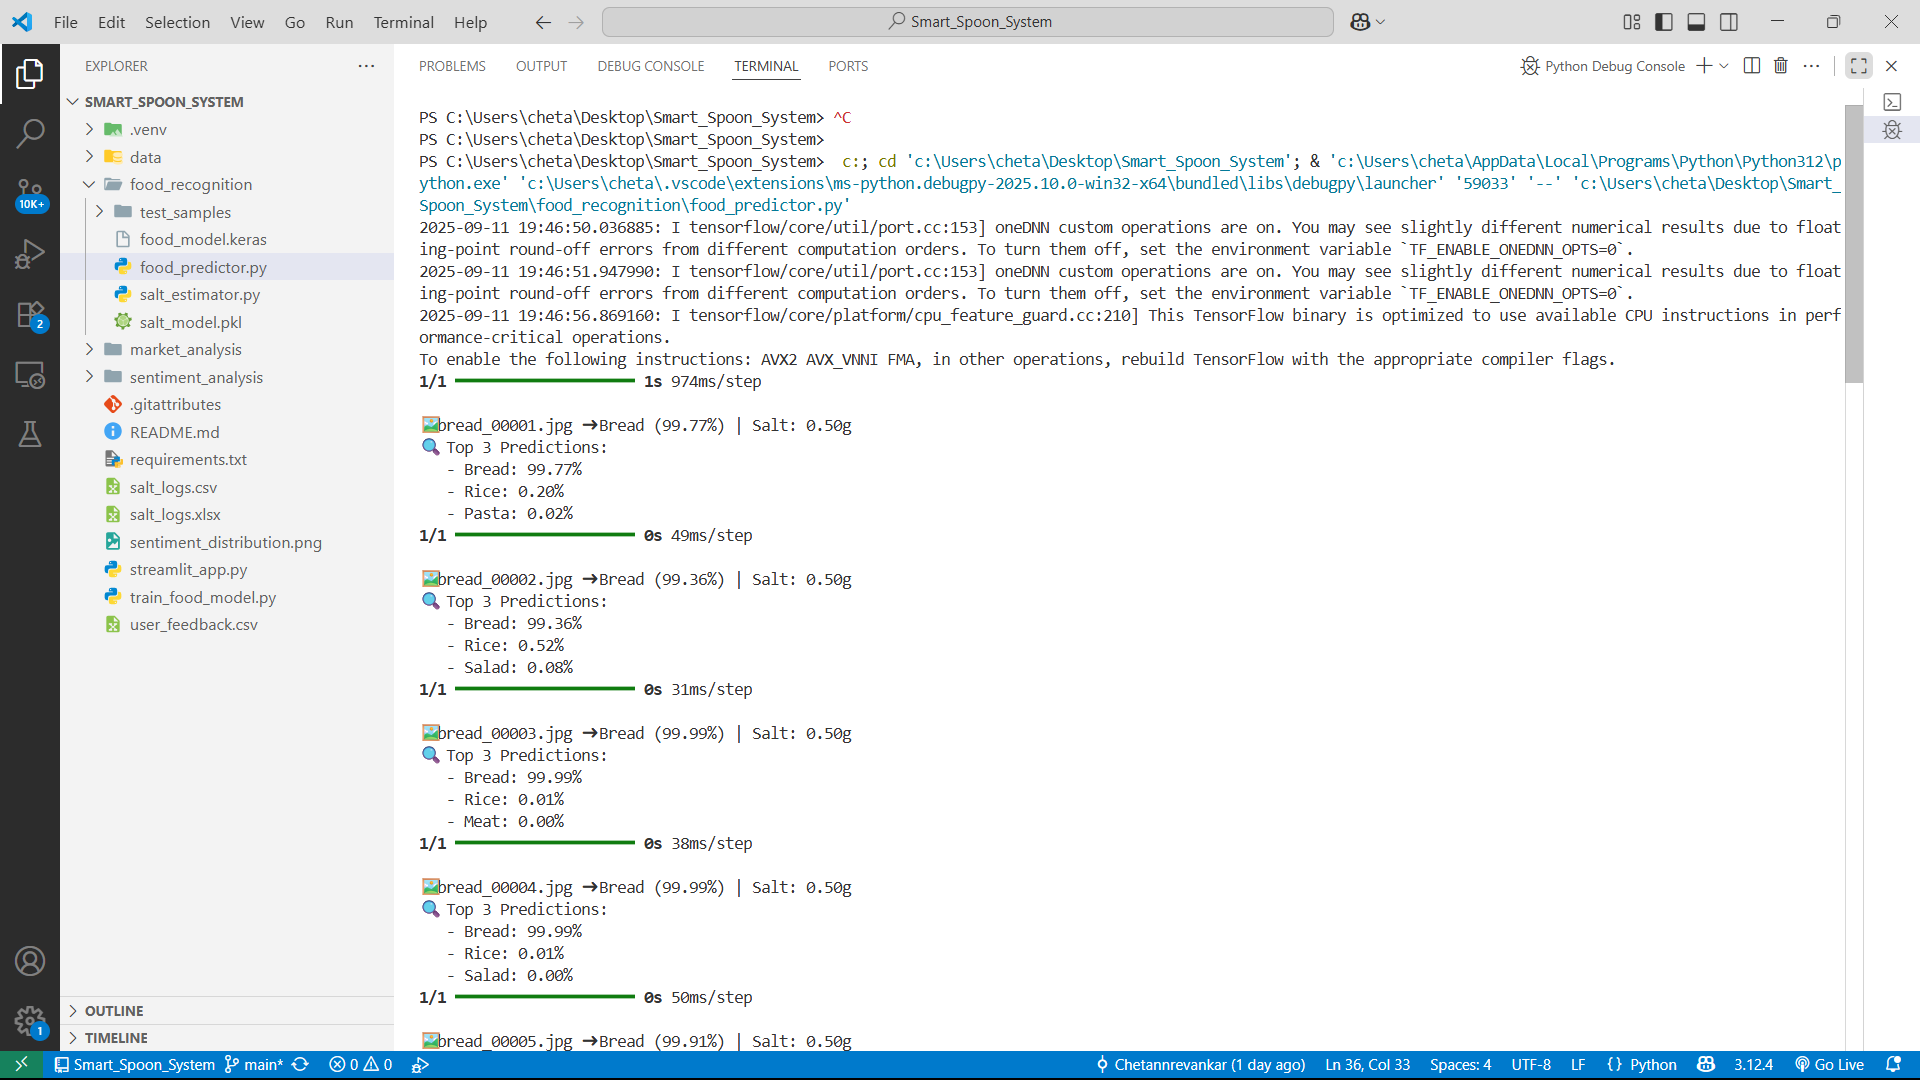 File Edit Selection View Go Run Terminal Help
Smart_Spoon_System
EXPLORER
SMART_SPOON_SYSTEM
.venv
data
food_recognition
test_samples
food_model.keras
food_predictor.py
salt_estimator.py
salt_model.pkl
market_analysis
sentiment_analysis
.gitattributes
README.md
requirements.txt
salt_logs.csv
salt_logs.xlsx
sentiment_distribution.png
streamlit_app.py
train_food_model.py
user_feedback.csv
OUTLINE
TIMELINE
10K+
2
1
PROBLEMS OUTPUT DEBUG CONSOLE TERMINAL PORTS
Python Debug Console
PS C:\Users\cheta\Desktop\Smart_Spoon_System> ^C
PS C:\Users\cheta\Desktop\Smart_Spoon_System>
PS C:\Users\cheta\Desktop\Smart_Spoon_System>  c:; cd 'c:\Users\cheta\Desktop\Smart_Spoon_System'; & 'c:\Users\cheta\AppData\Local\Programs\Python\Python312\p
ython.exe' 'c:\Users\cheta\.vscode\extensions\ms-python.debugpy-2025.10.0-win32-x64\bundled\libs\debugpy\launcher' '59033' '--' 'c:\Users\cheta\Desktop\Smart_
Spoon_System\food_recognition\food_predictor.py'
2025-09-11 19:46:50.036885: I tensorflow/core/util/port.cc:153] oneDNN custom operations are on. You may see slightly different numerical results due to float
ing-point round-off errors from different computation orders. To turn them off, set the environment variable `TF_ENABLE_ONEDNN_OPTS=0`.
2025-09-11 19:46:51.947990: I tensorflow/core/util/port.cc:153] oneDNN custom operations are on. You may see slightly different numerical results due to float
ing-point round-off errors from different computation orders. To turn them off, set the environment variable `TF_ENABLE_ONEDNN_OPTS=0`.
2025-09-11 19:46:56.869160: I tensorflow/core/platform/cpu_feature_guard.cc:210] This TensorFlow binary is optimized to use available CPU instructions in perf
ormance-critical operations.
To enable the following instructions: AVX2 AVX_VNNI FMA, in other operations, rebuild TensorFlow with the appropriate compiler flags.
1/1 1s 974ms/step
bread_00001.jpg ➜Bread (99.77%) | Salt: 0.50g
Top 3 Predictions:
- Bread: 99.77%
- Rice: 0.20%
- Pasta: 0.02%
1/1 0s 49ms/step
bread_00002.jpg ➜Bread (99.36%) | Salt: 0.50g
Top 3 Predictions:
- Bread: 99.36%
- Rice: 0.52%
- Salad: 0.08%
1/1 0s 31ms/step
bread_00003.jpg ➜Bread (99.99%) | Salt: 0.50g
Top 3 Predictions:
- Bread: 99.99%
- Rice: 0.01%
- Meat: 0.00%
1/1 0s 38ms/step
bread_00004.jpg ➜Bread (99.99%) | Salt: 0.50g
Top 3 Predictions:
- Bread: 99.99%
- Rice: 0.01%
- Salad: 0.00%
1/1 0s 50ms/step
bread_00005.jpg ➜Bread (99.91%) | Salt: 0.50g
Smart_Spoon_System main* 0 0 Chetannrevankar (1 day ago) Ln 36, Col 33 Spaces: 4 UTF-8 LF {} Python 3.12.4 Go Live